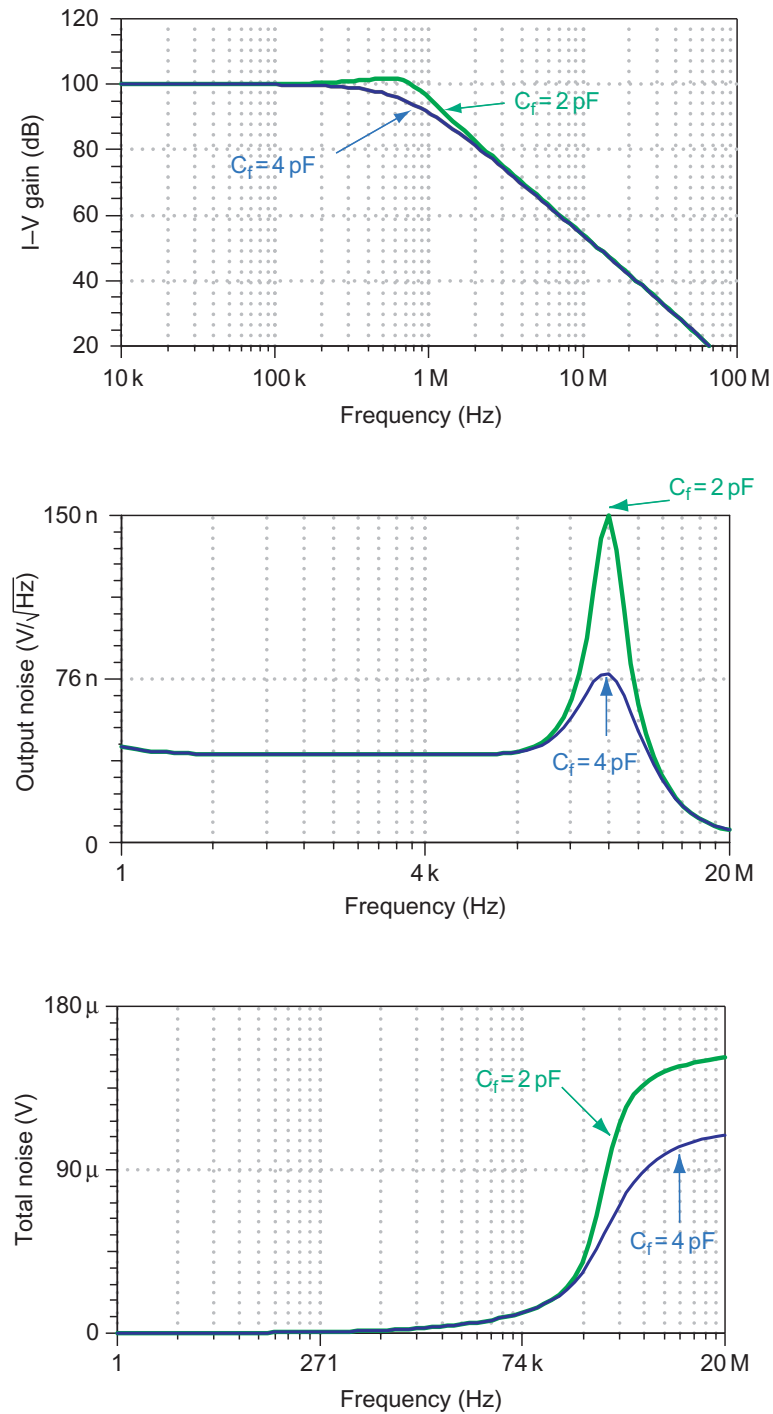 120
100
80
60
40
20
I–V gain (dB)
C_f = 2 pF
C_f = 4 pF
10 k
100 k
1 M
10 M
100 M
Frequency (Hz)
150 n
76 n
0
Output noise (V/√Hz)
C_f = 2 pF
C_f = 4 pF
1
4 k
20 M
Frequency (Hz)
180 µ
90 µ
0
Total noise (V)
C_f = 2 pF
C_f = 4 pF
1
271
74 k
20 M
Frequency (Hz)